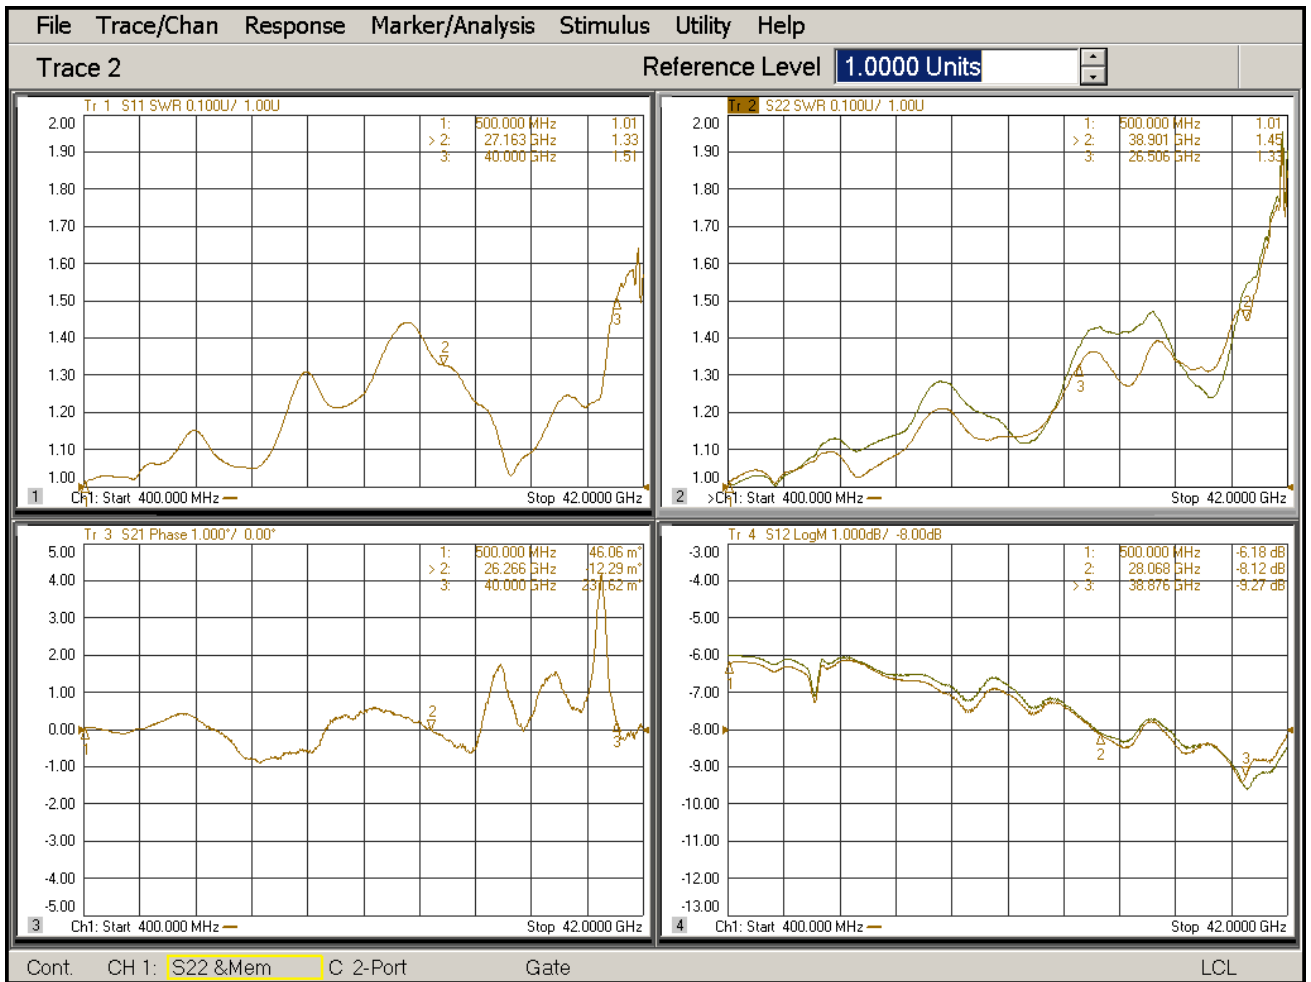 File Trace/Chan Response Marker/Analysis Stimulus Utility Help
Trace 2 Reference Level 1.0000 Units
Tr 1 S11 SWR 0.100U/ 1.00U
1: 500.000 MHz 1.01
> 2: 27.163 GHz 1.33
3: 40.000 GHz 1.51
2.00
1.90
1.80
1.70
1.60
1.50
1.40
1.30
1.20
1.10
1.00
2
3
1
1 Ch1: Start 400.000 MHz Stop 42.0000 GHz
Tr 2 S22 SWR 0.100U/ 1.00U
1: 500.000 MHz 1.01
> 2: 38.901 GHz 1.45
3: 26.506 GHz 1.33
2.00
1.90
1.80
1.70
1.60
1.50
1.40
1.30
1.20
1.10
1.00
2
3
2 >Ch1: Start 400.000 MHz Stop 42.0000 GHz
Tr 3 S21 Phase 1.000°/ 0.00°
1: 500.000 MHz 46.06 m°
> 2: 26.266 GHz -12.29 m°
3: 40.000 GHz 231.62 m°
5.00
4.00
3.00
2.00
1.00
0.00
-1.00
-2.00
-3.00
-4.00
-5.00
1
2
3
3 Ch1: Start 400.000 MHz Stop 42.0000 GHz
Tr 4 S12 LogM 1.000dB/ -8.00dB
1: 500.000 MHz -6.18 dB
2: 28.068 GHz -8.12 dB
> 3: 38.876 GHz -9.27 dB
-3.00
-4.00
-5.00
-6.00
-7.00
-8.00
-9.00
-10.00
-11.00
-12.00
-13.00
1
2
3
4 Ch1: Start 400.000 MHz Stop 42.0000 GHz
Cont. CH 1: S22 &Mem C 2-Port Gate LCL